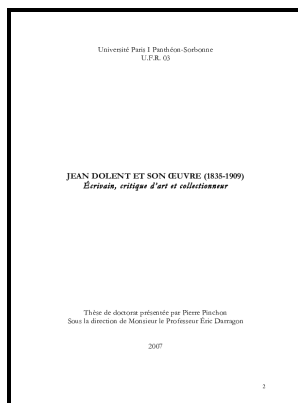 Université Paris I Panthéon-Sorbonne
U.F.R. 03
JEAN DOLENT ET SON ŒUVRE (1835-1909)
Écrivain, critique d'art et collectionneur
Thèse de doctorat présentée par Pierre Pinchon
Sous la direction de Monsieur le Professeur Éric Darragon
2007
2